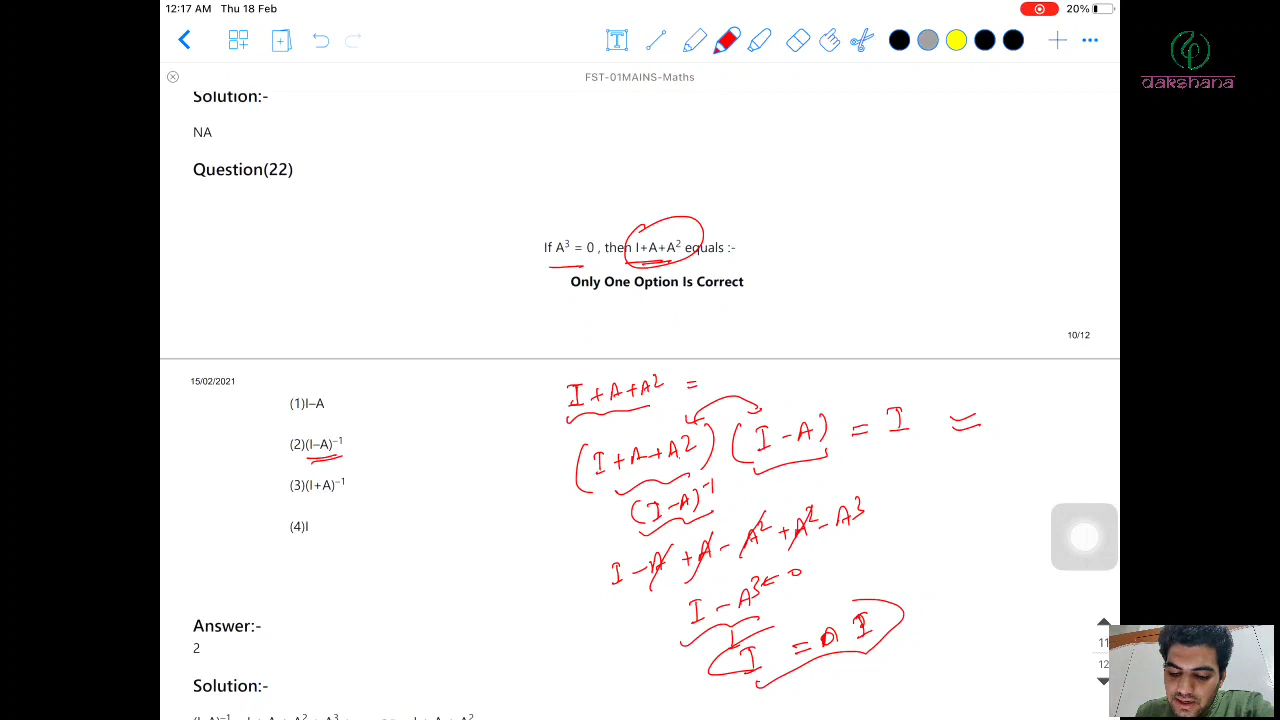 12:17 AM Thu 18 Feb
20%
dakshana
FST-01MAINS-Maths
Solution:-
NA
Question(22)
If A³ = 0 , then I+A+A² equals :-
Only One Option Is Correct
10/12
15/02/2021
(1)I–A
(2)(I–A)⁻¹
(3)(I+A)⁻¹
(4)I
I + A + A² =
(I + A + A²) (I - A) = I
(I - A)⁻¹
I - A + A - A² + A² - A³
I - A³ ← 0
I = I
Answer:-
2
Solution:-
11
12